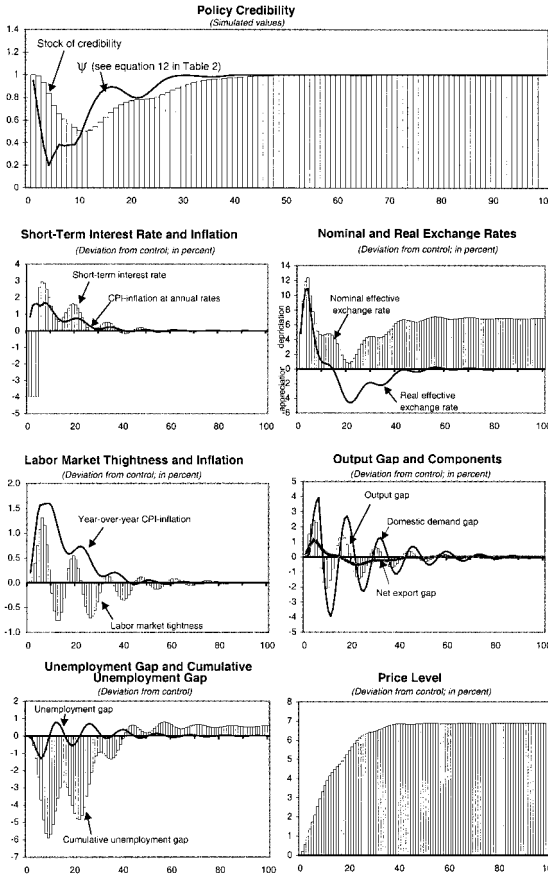 Policy Credibility
(Simulated values)
Stock of credibility
Ψ (see equation 12 in Table 2)
1.4
1.2
1.0
0.8
0.6
0.4
0.2
0
0 10 20 30 40 50 60 70 80 90 100
Short-Term Interest Rate and Inflation
(Deviation from control; in percent)
Short-term interest rate
CPI-inflation at annual rates
4
3
2
1
0
-1
-2
-3
-4
-5
0 20 40 60 80 100
Nominal and Real Exchange Rates
(Deviation from control; in percent)
Nominal effective
exchange rate
Real effective
exchange rate
depriciation
appreciation
14
12
10
8
6
4
2
0
-2
-4
-6
0 20 40 60 80 100
Labor Market Thightness and Inflation
(Deviation from control; in percent)
Year-over-year CPI-inflation
Labor market tightness
2.0
1.5
1.0
0.5
0.0
-0.5
-1.0
0 20 40 60 80 100
Output Gap and Components
(Deviation from control; in percent)
Output gap
Domestic demand gap
Net export gap
5
4
3
2
1
0
-1
-2
-3
-4
-5
0 20 40 60 80 100
Unemployment Gap and Cumulative
Unemployment Gap
(Deviation from control)
Unemployment gap
Cumulative unemployment gap
2
1
0
-1
-2
-3
-4
-5
-6
-7
0 20 40 60 80 100
Price Level
(Deviation from control; in percent)
8
7
6
5
4
3
2
1
0
0 20 40 60 80 100